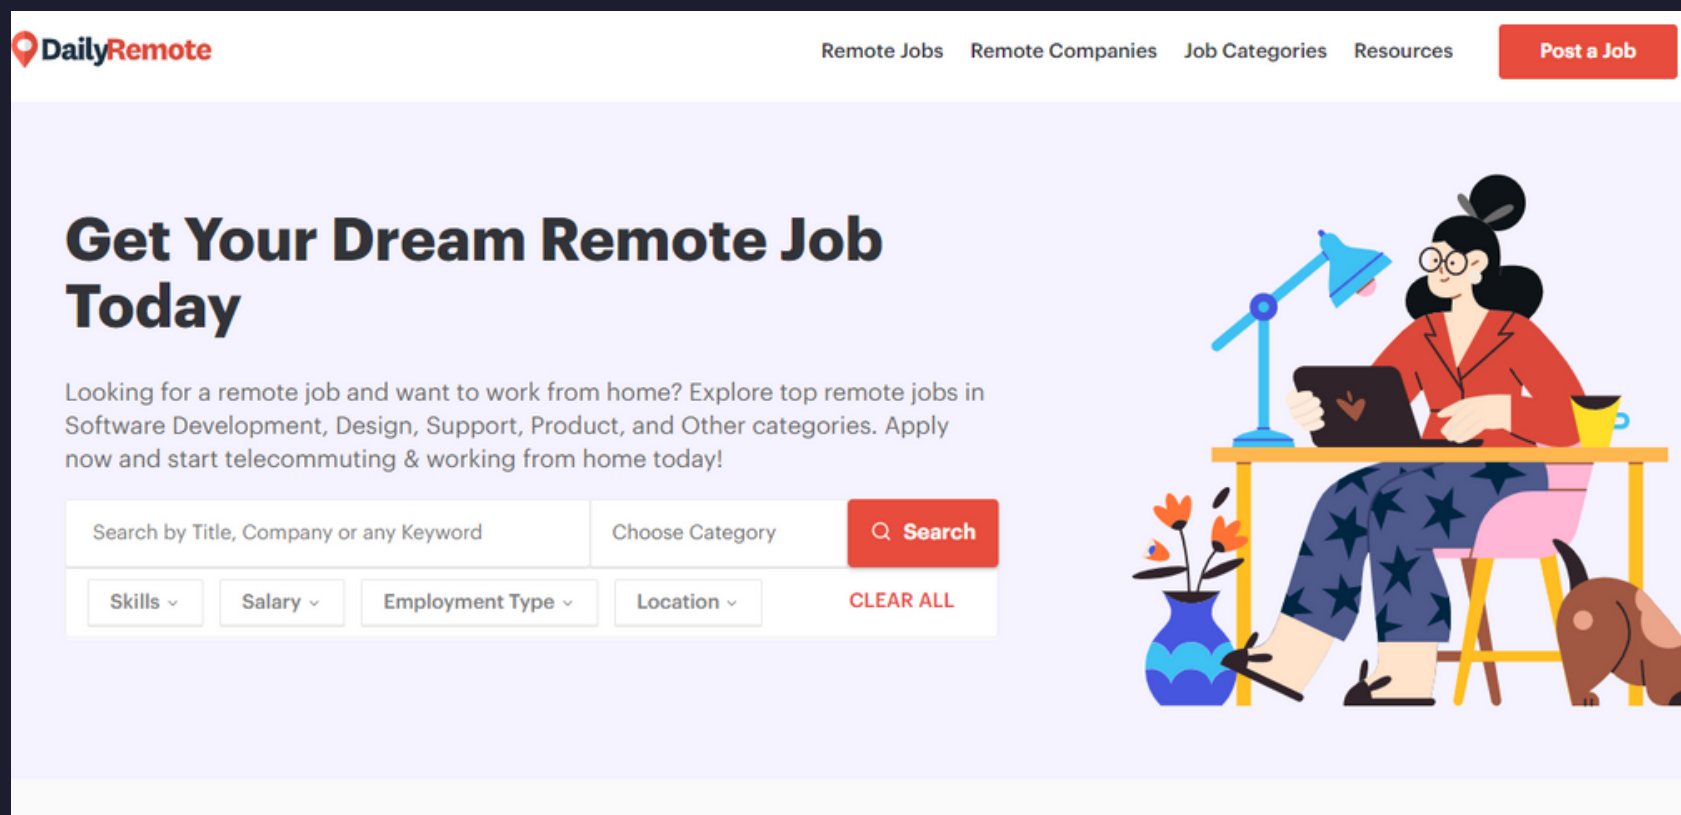 DailyRemote
Remote Jobs Remote Companies Job Categories Resources Post a Job
Get Your Dream Remote Job
Today
Looking for a remote job and want to work from home? Explore top remote jobs in
Software Development, Design, Support, Product, and Other categories. Apply
now and start telecommuting & working from home today!
Search by Title, Company or any Keyword Choose Category Search
Skills Salary Employment Type Location CLEAR ALL